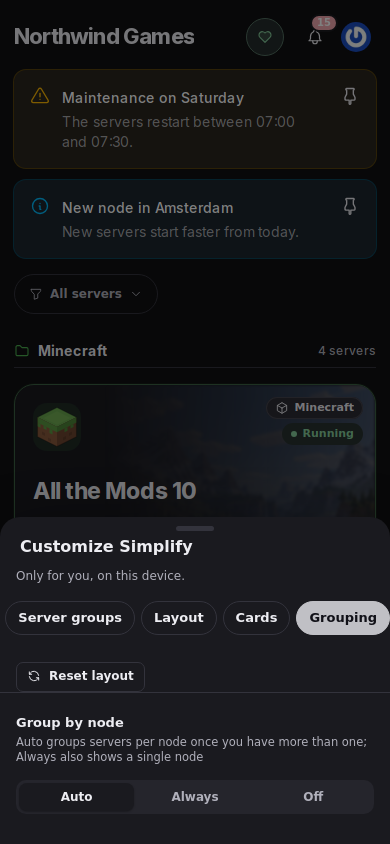 Northwind Games
15
Maintenance on Saturday
The servers restart between 07:00
and 07:30.
New node in Amsterdam
New servers start faster from today.
All servers
Minecraft
4 servers
Minecraft
Running
All the Mods 10
Customize Simplify
Only for you, on this device.
Server groups
Layout
Cards
Grouping
Reset layout
Group by node
Auto groups servers per node once you have more than one;
Always also shows a single node
Auto
Always
Off